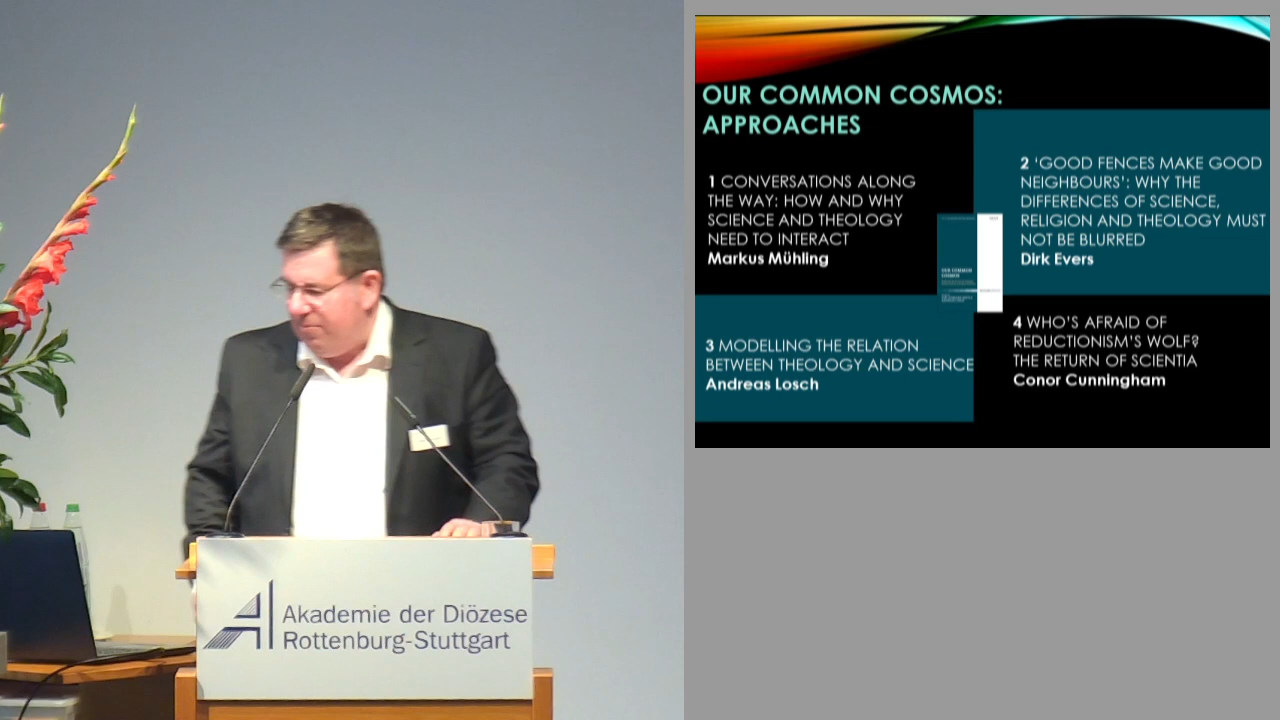 Akademie der Diözese
Rottenburg-Stuttgart
OUR COMMON COSMOS:
APPROACHES
1 CONVERSATIONS ALONG
THE WAY: HOW AND WHY
SCIENCE AND THEOLOGY
NEED TO INTERACT
Markus Mühling
2 ‘GOOD FENCES MAKE GOOD
NEIGHBOURS’: WHY THE
DIFFERENCES OF SCIENCE,
RELIGION AND THEOLOGY MUST
NOT BE BLURRED
Dirk Evers
OUR COMMON
COSMOS
3 MODELLING THE RELATION
BETWEEN THEOLOGY AND SCIENCE
Andreas Losch
4 WHO’S AFRAID OF
REDUCTIONISM’S WOLF?
THE RETURN OF SCIENTIA
Conor Cunningham